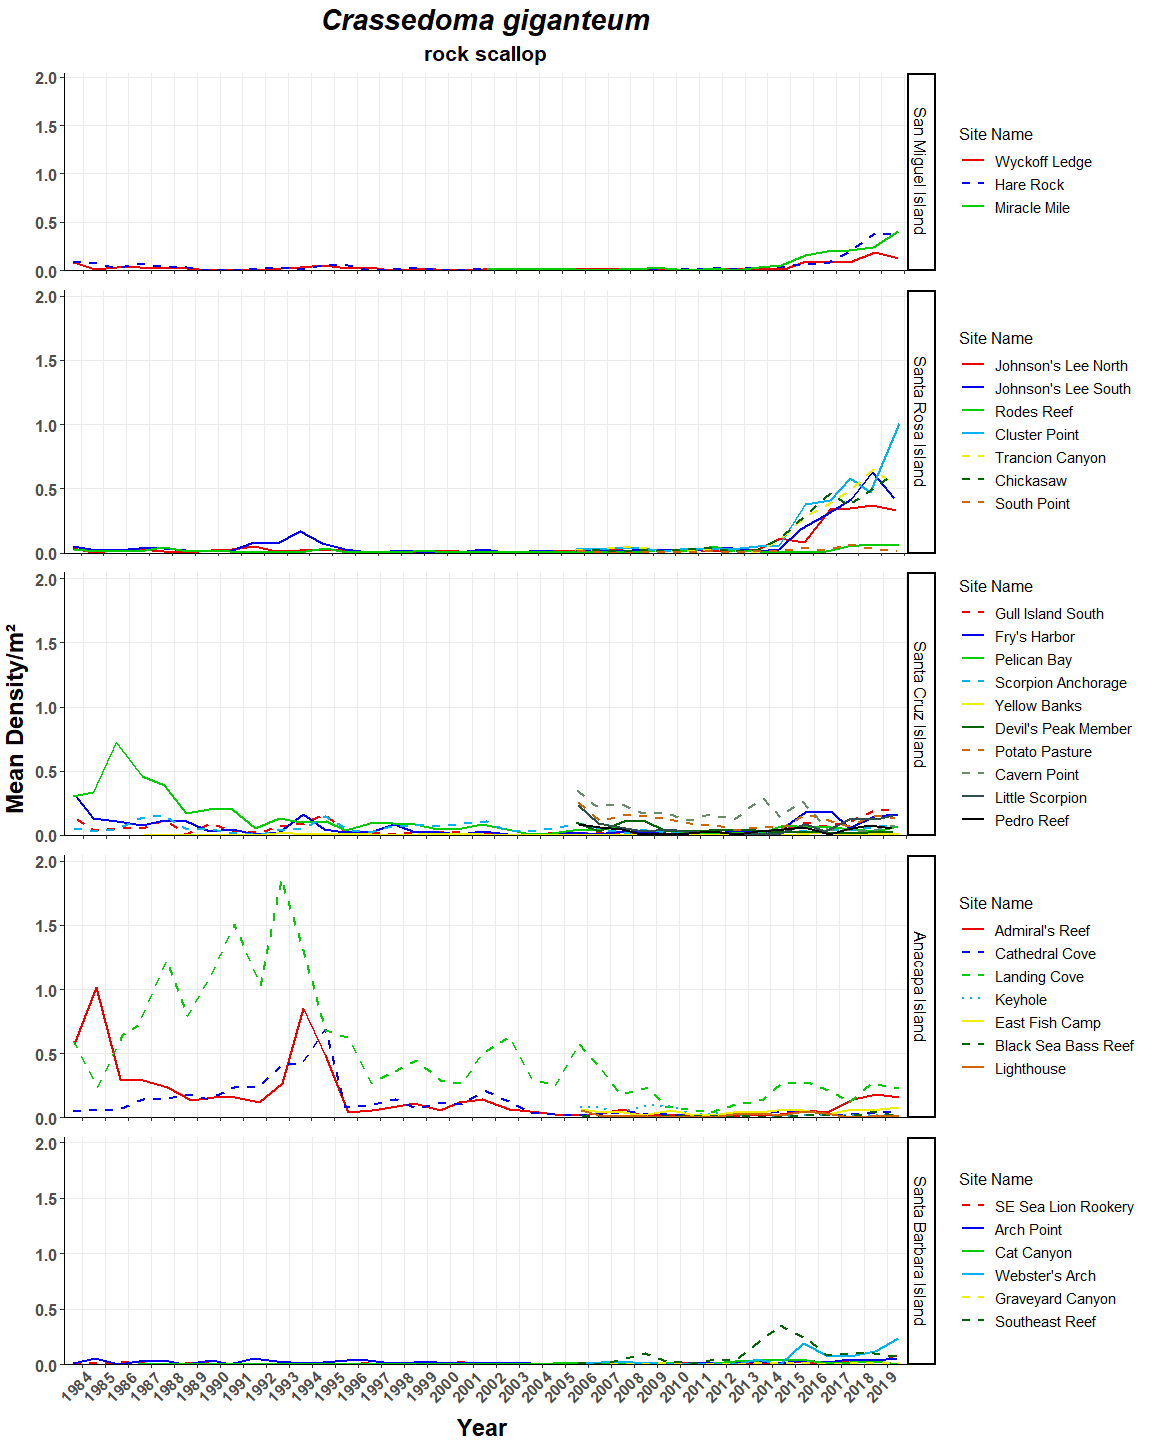 Crassedoma giganteum
rock scallop
Mean Density/m²
2.0
1.5
1.0
0.5
0.0
San Miguel Island
Site Name
Wyckoff Ledge
Hare Rock
Miracle Mile
2.0
1.5
1.0
0.5
0.0
Santa Rosa Island
Site Name
Johnson's Lee North
Johnson's Lee South
Rodes Reef
Cluster Point
Trancion Canyon
Chickasaw
South Point
2.0
1.5
1.0
0.5
0.0
Santa Cruz Island
Site Name
Gull Island South
Fry's Harbor
Pelican Bay
Scorpion Anchorage
Yellow Banks
Devil's Peak Member
Potato Pasture
Cavern Point
Little Scorpion
Pedro Reef
2.0
1.5
1.0
0.5
0.0
Anacapa Island
Site Name
Admiral's Reef
Cathedral Cove
Landing Cove
Keyhole
East Fish Camp
Black Sea Bass Reef
Lighthouse
2.0
1.5
1.0
0.5
0.0
Santa Barbara Island
Site Name
SE Sea Lion Rookery
Arch Point
Cat Canyon
Webster's Arch
Graveyard Canyon
Southeast Reef
1984
1985
1986
1987
1988
1989
1990
1991
1992
1993
1994
1995
1996
1997
1998
1999
2000
2001
2002
2003
2004
2005
2006
2007
2008
2009
2010
2011
2012
2013
2014
2015
2016
2017
2018
2019
Year